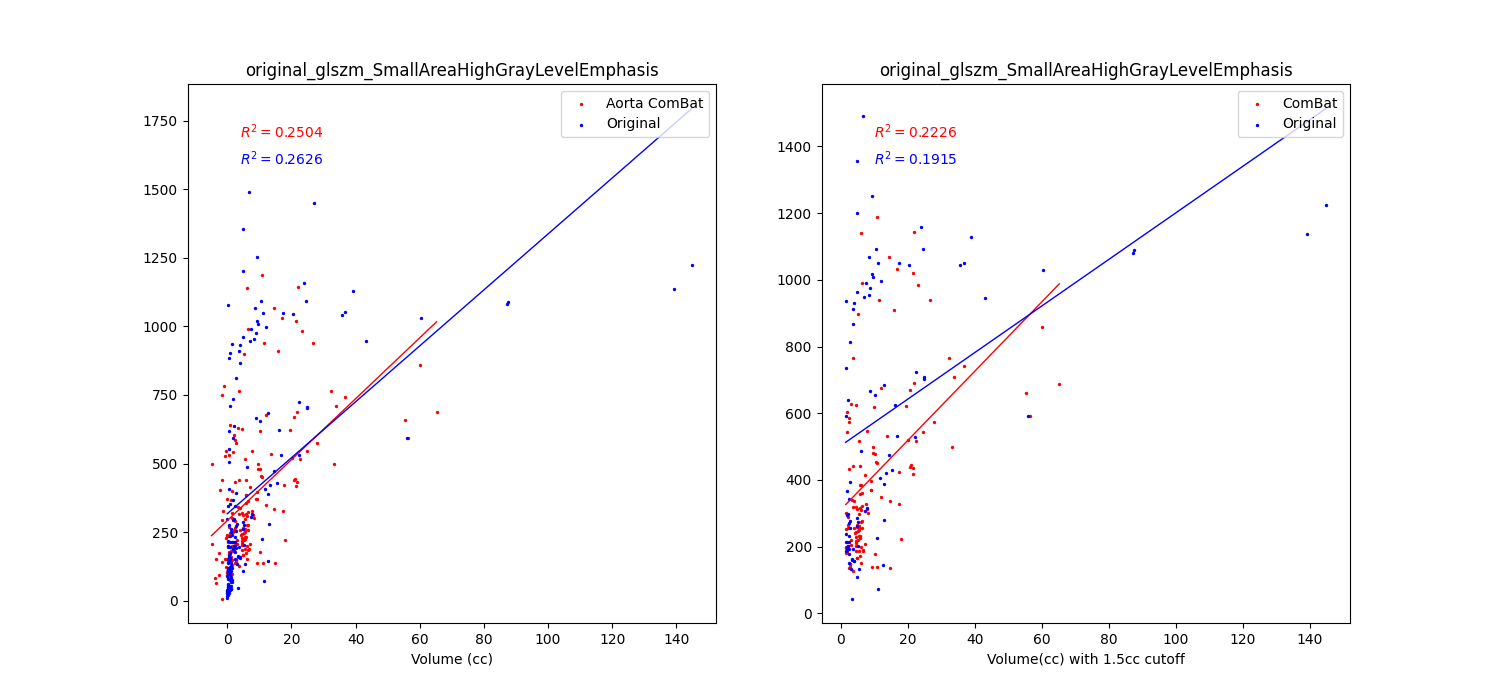 original_glszm_SmallAreaHighGrayLevelEmphasis
Aorta ComBat
Original
R² = 0.2504
R² = 0.2626
1750
1500
1250
1000
750
500
250
0
0 20 40 60 80 100 120 140
Volume (cc)
original_glszm_SmallAreaHighGrayLevelEmphasis
ComBat
Original
R² = 0.2226
R² = 0.1915
1400
1200
1000
800
600
400
200
0
0 20 40 60 80 100 120 140
Volume(cc) with 1.5cc cutoff